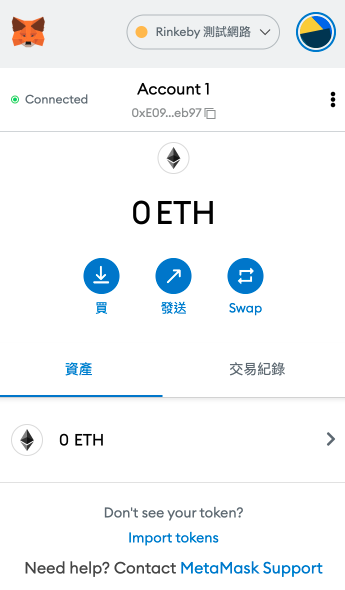 Rinkeby 測試網路
Connected
Account 1
0xE09...eb97
0 ETH
買
發送
Swap
資產
交易紀錄
0 ETH
Don't see your token?
Import tokens
Need help? Contact MetaMask Support